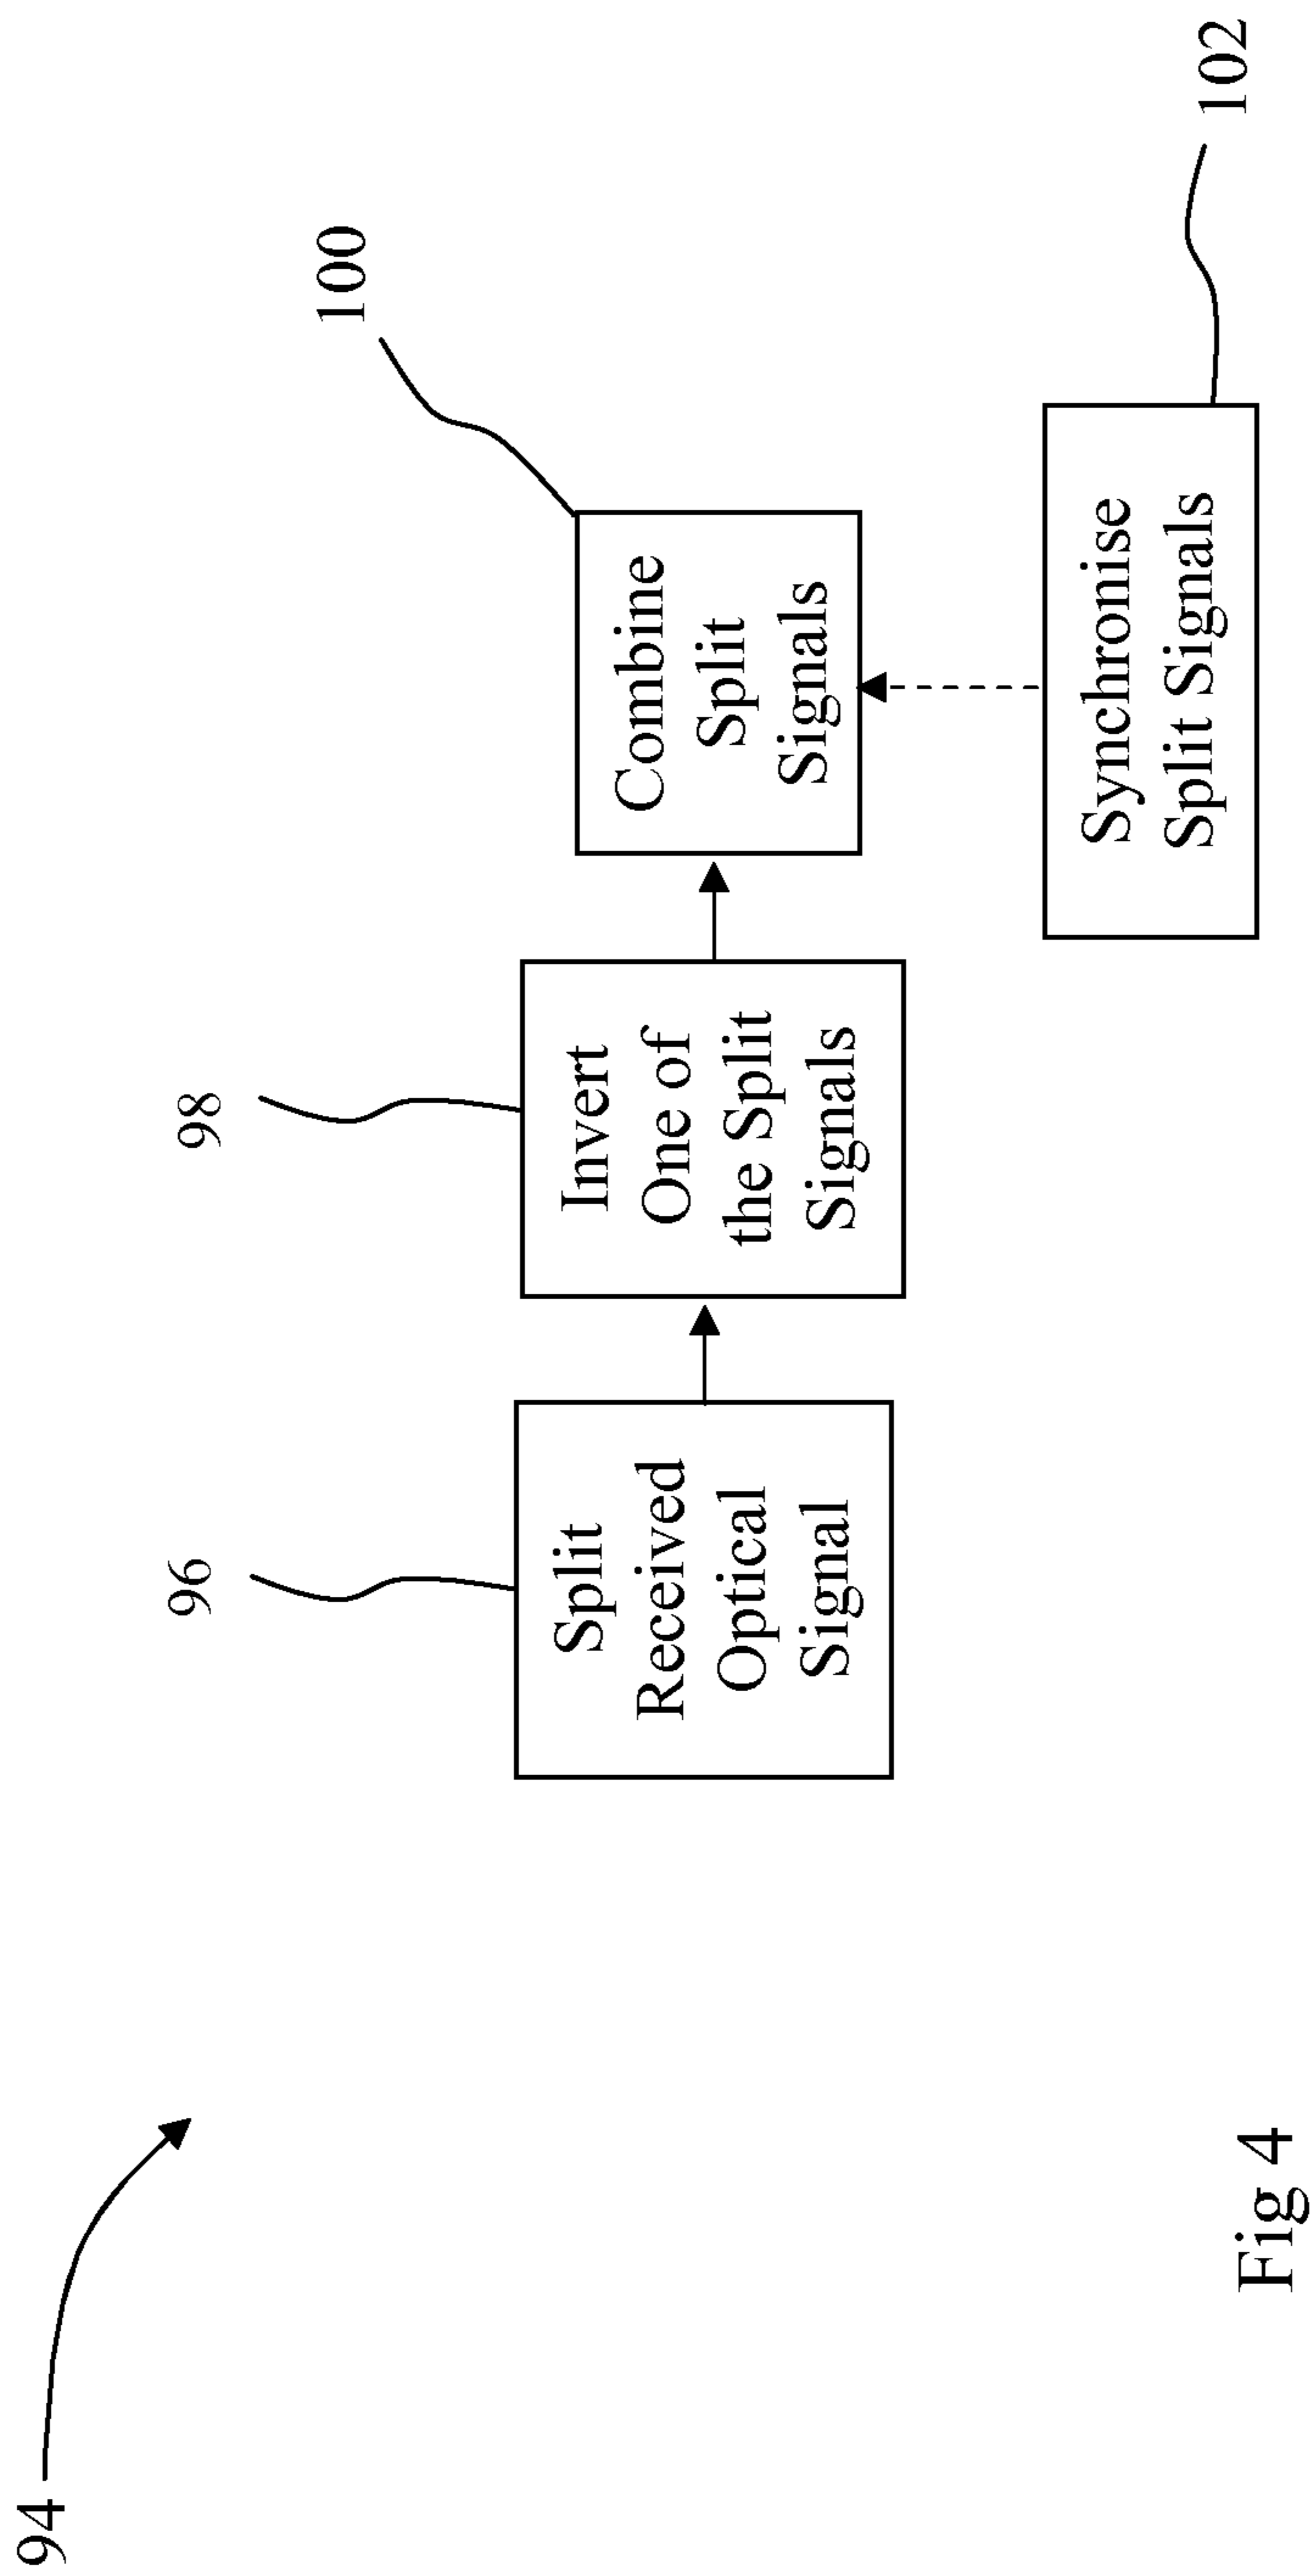 94
96
Split
Received
Optical
Signal
98
Invert
One of
the Split
Signals
100
Combine
Split
Signals
102
Synchronise
Split Signals
Fig 4